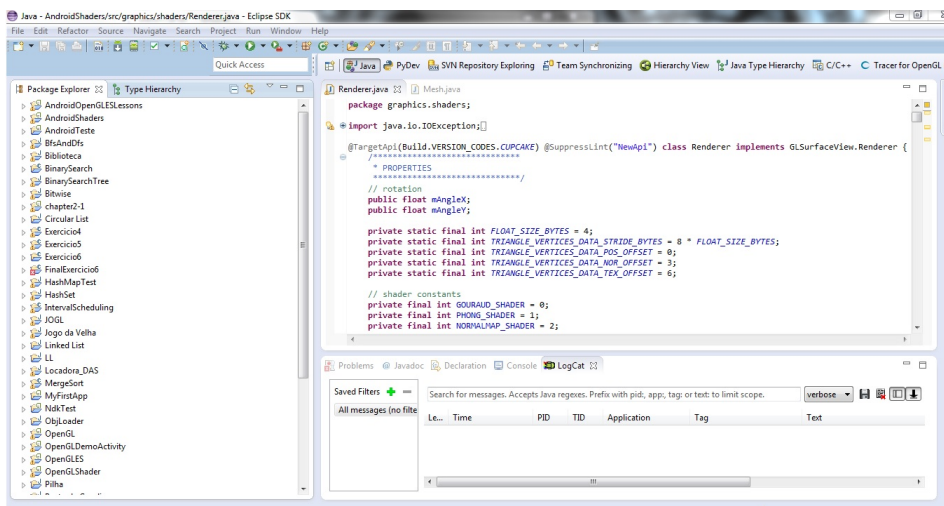 Java - AndroidShaders/src/graphics/shaders/Renderer.java - Eclipse SDK
File Edit Refactor Source Navigate Search Project Run Window Help
Quick Access
Java PyDev SVN Repository Exploring Team Synchronizing Hierarchy View Java Type Hierarchy C/C++ Tracer for OpenGL
Package Explorer Type Hierarchy
AndroidOpenGLESLessons
AndroidShaders
AndroidTeste
BfsAndDfs
Biblioteca
BinarySearch
BinarySearchTree
Bitwise
chapter2-1
Circular List
Exercicio4
Exercicio5
Exercicio6
FinalExercicio6
HashMapTest
HashSet
IntervalScheduling
JOGL
Jogo da Velha
Linked List
LL
Locadora_DAS
MergeSort
MyFirstApp
NdkTest
ObjLoader
OpenGL
OpenGLDemoActivity
OpenGLES
OpenGLShader
Pilha
Renderer.java Mesh.java
package graphics.shaders;
import java.io.IOException;
@TargetApi(Build.VERSION_CODES.CUPCAKE) @SuppressLint("NewApi") class Renderer implements GLSurfaceView.Renderer {
/******************************
* PROPERTIES
******************************/
// rotation
public float mAngleX;
public float mAngleY;
private static final int FLOAT_SIZE_BYTES = 4;
private static final int TRIANGLE_VERTICES_DATA_STRIDE_BYTES = 8 * FLOAT_SIZE_BYTES;
private static final int TRIANGLE_VERTICES_DATA_POS_OFFSET = 0;
private static final int TRIANGLE_VERTICES_DATA_NOR_OFFSET = 3;
private static final int TRIANGLE_VERTICES_DATA_TEX_OFFSET = 6;
// shader constants
private final int GOURAUD_SHADER = 0;
private final int PHONG_SHADER = 1;
private final int NORMALMAP_SHADER = 2;
Problems Javadoc Declaration Console LogCat
Saved Filters
All messages (no filte
Search for messages. Accepts Java regexes. Prefix with pid:, app:, tag: or text: to limit scope.
verbose
Le... Time PID TID Application Tag Text